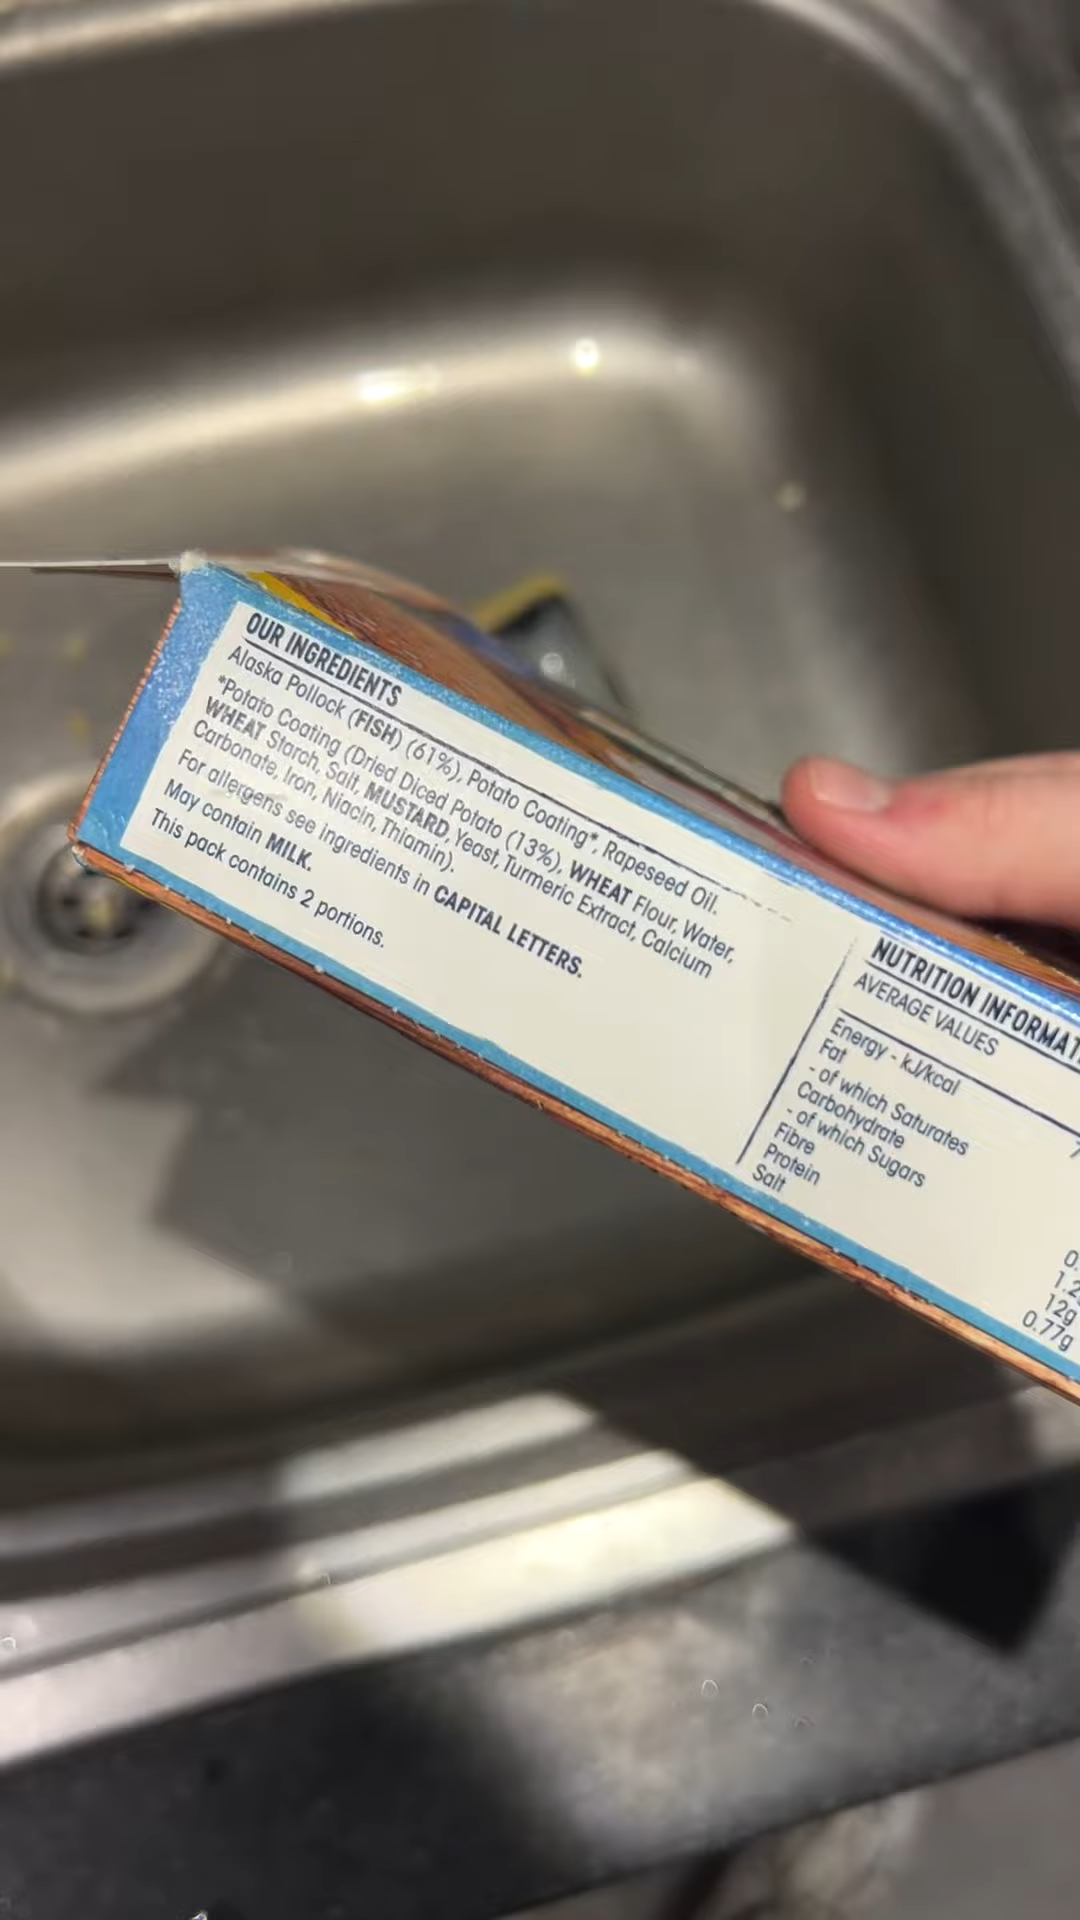 OUR INGREDIENTS
Alaska Pollock (FISH) (61%), Potato Coating*, Rapeseed Oil.
*Potato Coating (Dried Diced Potato (13%), WHEAT Flour, Water,
WHEAT Starch, Salt, MUSTARD, Yeast, Turmeric Extract, Calcium
Carbonate, Iron, Niacin, Thiamin).
For allergens see ingredients in CAPITAL LETTERS.
May contain MILK.
This pack contains 2 portions.
NUTRITION INFORMAT
AVERAGE VALUES
Energy - kJ/kcal
Fat
- of which Saturates
Carbohydrate
- of which Sugars
Fibre
Protein
Salt
0.
1.2
12g
0.77g